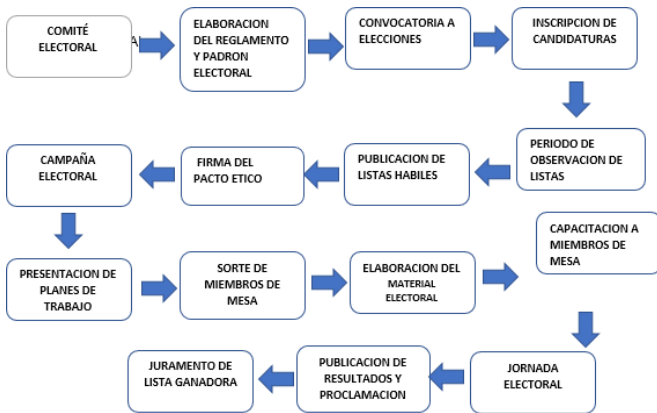 COMITÉ
ELECTORAL
ELABORACION
DEL REGLAMENTO
Y PADRON
ELECTORAL
CONVOCATORIA A
ELECCIONES
INSCRIPCION DE
CANDIDATURAS
PERIODO DE
OBSERVACION DE
LISTAS
PUBLICACION DE
LISTAS HABILES
FIRMA DEL
PACTO ETICO
CAMPAÑA
ELECTORAL
PRESENTACION DE
PLANES DE
TRABAJO
SORTE DE
MIEMBROS DE
MESA
ELABORACION DEL
MATERIAL
ELECTORAL
CAPACITACION A
MIEMBROS DE
MESA
JORNADA
ELECTORAL
PUBLICACION DE
RESULTADOS Y
PROCLAMACION
JURAMENTO DE
LISTA GANADORA